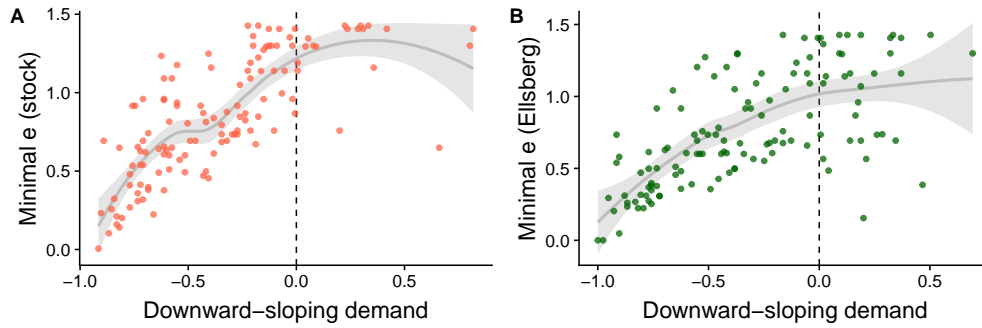 A
Minimal e (stock)
1.5
1.0
0.5
0.0
−1.0 −0.5 0.0 0.5
Downward−sloping demand
B
Minimal e (Ellsberg)
1.5
1.0
0.5
0.0
−1.0 −0.5 0.0 0.5
Downward−sloping demand